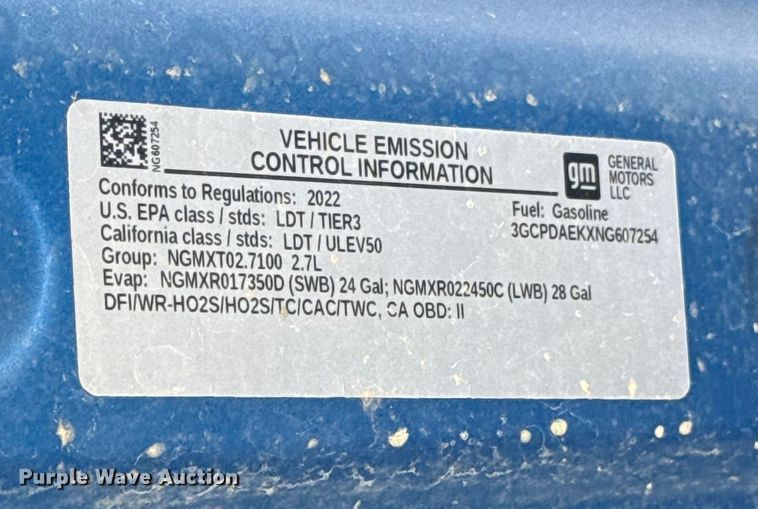 NG607254
VEHICLE EMISSION
CONTROL INFORMATION
gm
GENERAL
MOTORS
LLC
Conforms to Regulations: 2022
Fuel: Gasoline
U.S. EPA class / stds: LDT / TIER3
3GCPDAEKXNG607254
California class / stds: LDT / ULEV50
Group: NGMXT02.7100 2.7L
Evap: NGMXR017350D (SWB) 24 Gal; NGMXR022450C (LWB) 28 Gal
DFI/WR-HO2S/HO2S/TC/CAC/TWC, CA OBD: II
Purple Wave Auction